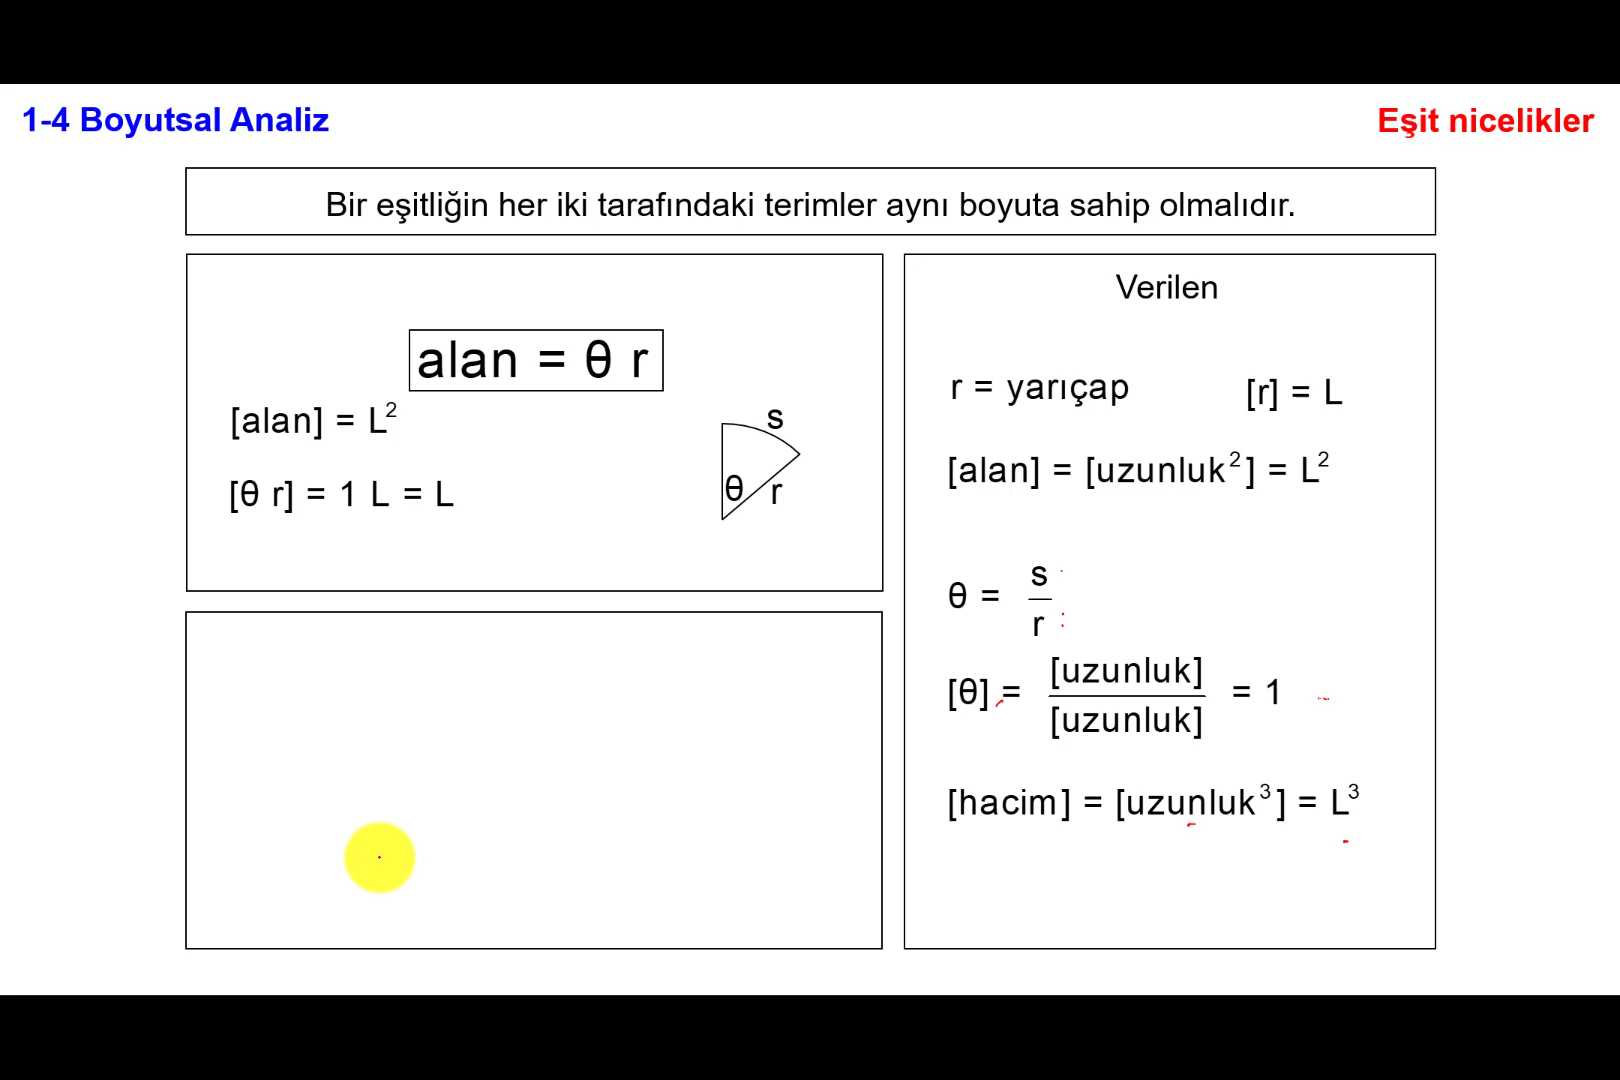 1-4 Boyutsal Analiz
Eşit nicelikler
Bir eşitliğin her iki tarafındaki terimler aynı boyuta sahip olmalıdır.
alan = θ r
[alan] = L²
[θ r] = 1 L = L
s
θ
r
Verilen
r = yarıçap [r] = L
[alan] = [uzunluk²] = L²
θ = s / r
[θ] = [uzunluk] / [uzunluk] = 1
[hacim] = [uzunluk³] = L³